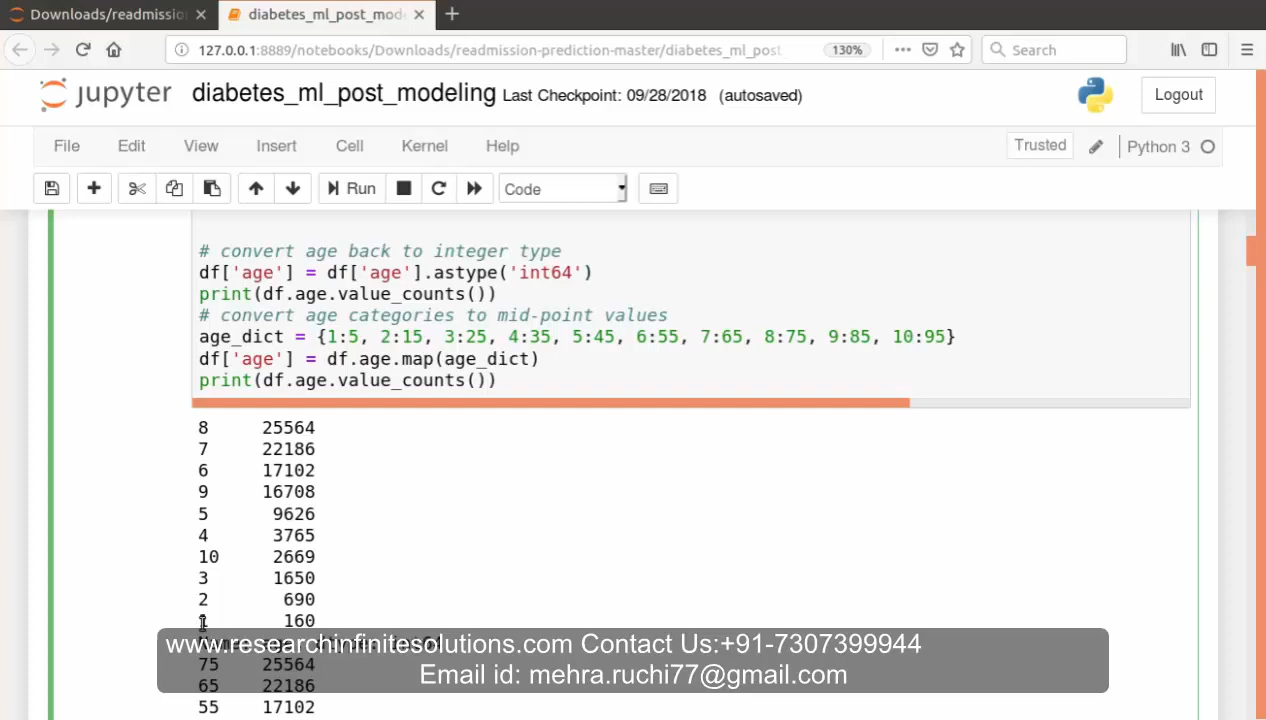 Downloads/readmissio
diabetes_ml_post_mod
127.0.0.1:8889/notebooks/Downloads/readmission-prediction-master/diabetes_ml_post. 130% Search
jupyter diabetes_ml_post_modeling Last Checkpoint: 09/28/2018 (autosaved) Logout
File Edit View Insert Cell Kernel Help Trusted Python 3
Run Code
# convert age back to integer type
df['age'] = df['age'].astype('int64')
print(df.age.value_counts())
# convert age categories to mid-point values
age_dict = {1:5, 2:15, 3:25, 4:35, 5:45, 6:55, 7:65, 8:75, 9:85, 10:95}
df['age'] = df.age.map(age_dict)
print(df.age.value_counts())
8 25564
7 22186
6 17102
9 16708
5 9626
4 3765
10 2669
3 1650
2 690
1 160
www.researchinfinitesolutions.com Contact Us:+91-7307399944
Email id: mehra.ruchi77@gmail.com
75 25564
65 22186
55 17102